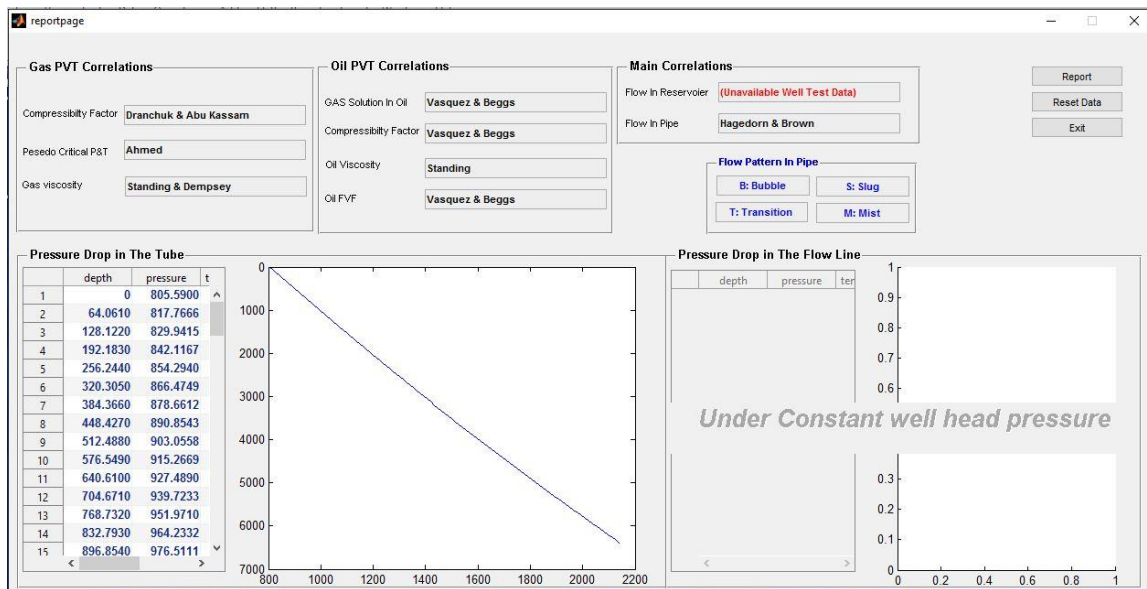 reportpage
Gas PVT Correlations
Compressibilty Factor Dranchuk & Abu Kassam
Pesedo Critical P&T Ahmed
Gas viscosity Standing & Dempsey
Oil PVT Correlations
GAS Solution In Oil Vasquez & Beggs
Compressibilty Factor Vasquez & Beggs
Oil Viscosity Standing
Oil FVF Vasquez & Beggs
Main Correlations
Flow In Reservoier (Unavailable Well Test Data)
Flow In Pipe Hagedorn & Brown
Flow Pattern In Pipe
B: Bubble S: Slug
T: Transition M: Mist
Report
Reset Data
Exit
Pressure Drop in The Tube
depth pressure t
1 0 805.5900
2 64.0610 817.7666
3 128.1220 829.9415
4 192.1830 842.1167
5 256.2440 854.2940
6 320.3050 866.4749
7 384.3660 878.6612
8 448.4270 890.8543
9 512.4880 903.0558
10 576.5490 915.2669
11 640.6100 927.4890
12 704.6710 939.7233
13 768.7320 951.9710
14 832.7930 964.2332
15 896.8540 976.5111
0
1000
2000
3000
4000
5000
6000
7000
800 1000 1200 1400 1600 1800 2000 2200
Pressure Drop in The Flow Line
depth pressure ter
1
0.9
0.8
0.7
0.6
Under Constant well head pressure
0.3
0.2
0.1
0
0 0.2 0.4 0.6 0.8 1